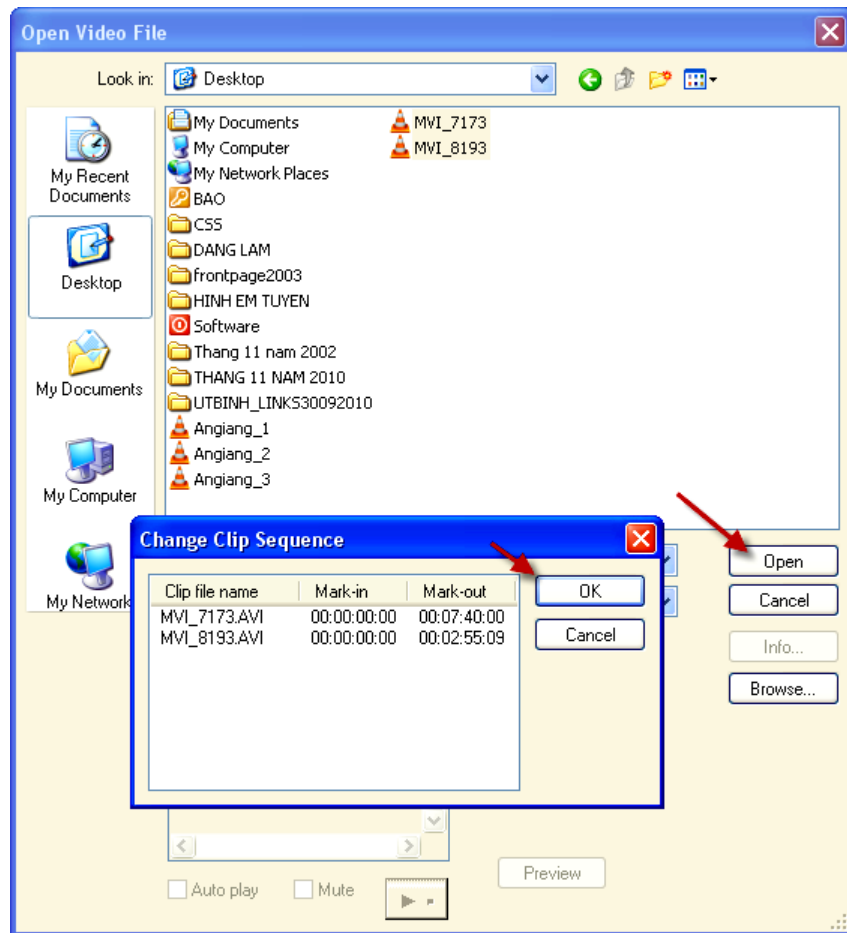 Open Video File
Look in:
Desktop
My Recent
Documents
Desktop
My Documents
My Computer
My Network
My Documents
My Computer
My Network Places
BAO
CSS
DANG LAM
frontpage2003
HINH EM TUYEN
Software
Thang 11 nam 2002
THANG 11 NAM 2010
UTBINH_LINKS30092010
Angiang_1
Angiang_2
Angiang_3
MVI_7173
MVI_8193
Open
Cancel
Info...
Browse...
Change Clip Sequence
Clip file name Mark-in Mark-out
MVI_7173.AVI 00:00:00:00 00:07:40:00
MVI_8193.AVI 00:00:00:00 00:02:55:09
OK
Cancel
Auto play
Mute
Preview